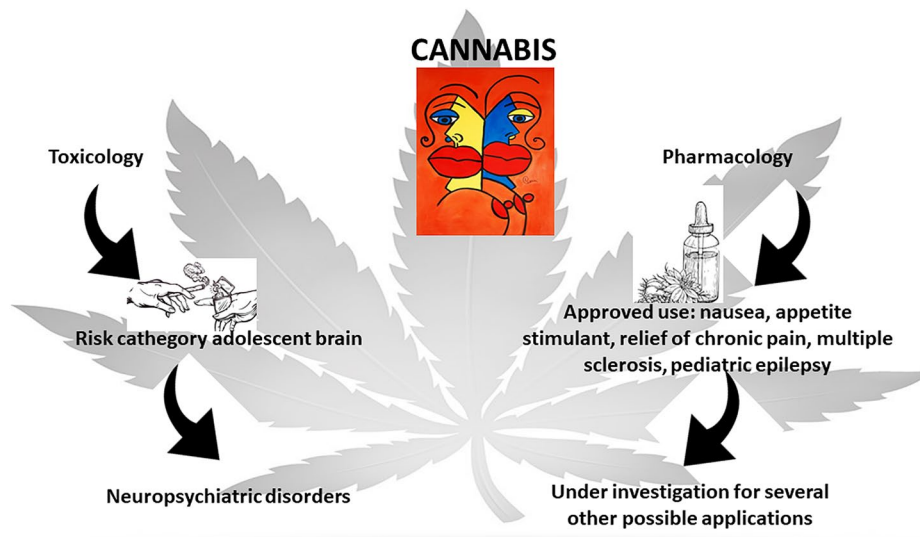 CANNABIS
Toxicology
Risk cathegory adolescent brain
Neuropsychiatric disorders
Pharmacology
Approved use: nausea, appetite
stimulant, relief of chronic pain, multiple
sclerosis, pediatric epilepsy
Under investigation for several
other possible applications